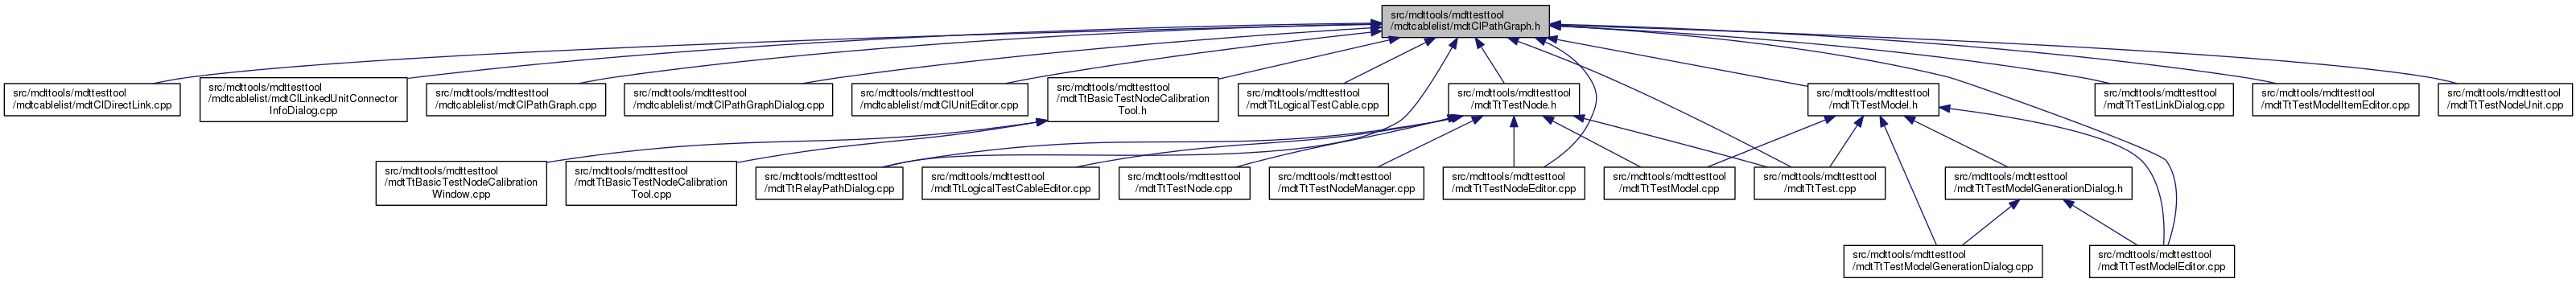 src/mdttools/mdttesttool
/mdtcablelist/mdtClPathGraph.h
src/mdttools/mdttesttool
/mdtcablelist/mdtClDirectLink.cpp
src/mdttools/mdttesttool
/mdtcablelist/mdtClLinkedUnitConnector
InfoDialog.cpp
src/mdttools/mdttesttool
/mdtcablelist/mdtClPathGraph.cpp
src/mdttools/mdttesttool
/mdtcablelist/mdtClPathGraphDialog.cpp
src/mdttools/mdttesttool
/mdtcablelist/mdtClUnitEditor.cpp
src/mdttools/mdttesttool
/mdtTtBasicTestNodeCalibration
Tool.h
src/mdttools/mdttesttool
/mdtTtLogicalTestCable.cpp
src/mdttools/mdttesttool
/mdtTtTestNode.h
src/mdttools/mdttesttool
/mdtTtTestModel.h
src/mdttools/mdttesttool
/mdtTtTestLinkDialog.cpp
src/mdttools/mdttesttool
/mdtTtTestModelItemEditor.cpp
src/mdttools/mdttesttool
/mdtTtTestNodeUnit.cpp
src/mdttools/mdttesttool
/mdtTtBasicTestNodeCalibration
Window.cpp
src/mdttools/mdttesttool
/mdtTtBasicTestNodeCalibration
Tool.cpp
src/mdttools/mdttesttool
/mdtTtRelayPathDialog.cpp
src/mdttools/mdttesttool
/mdtTtLogicalTestCableEditor.cpp
src/mdttools/mdttesttool
/mdtTtTestNode.cpp
src/mdttools/mdttesttool
/mdtTtTestNodeManager.cpp
src/mdttools/mdttesttool
/mdtTtTestNodeEditor.cpp
src/mdttools/mdttesttool
/mdtTtTestModel.cpp
src/mdttools/mdttesttool
/mdtTtTest.cpp
src/mdttools/mdttesttool
/mdtTtTestModelGenerationDialog.h
src/mdttools/mdttesttool
/mdtTtTestModelGenerationDialog.cpp
src/mdttools/mdttesttool
/mdtTtTestModelEditor.cpp